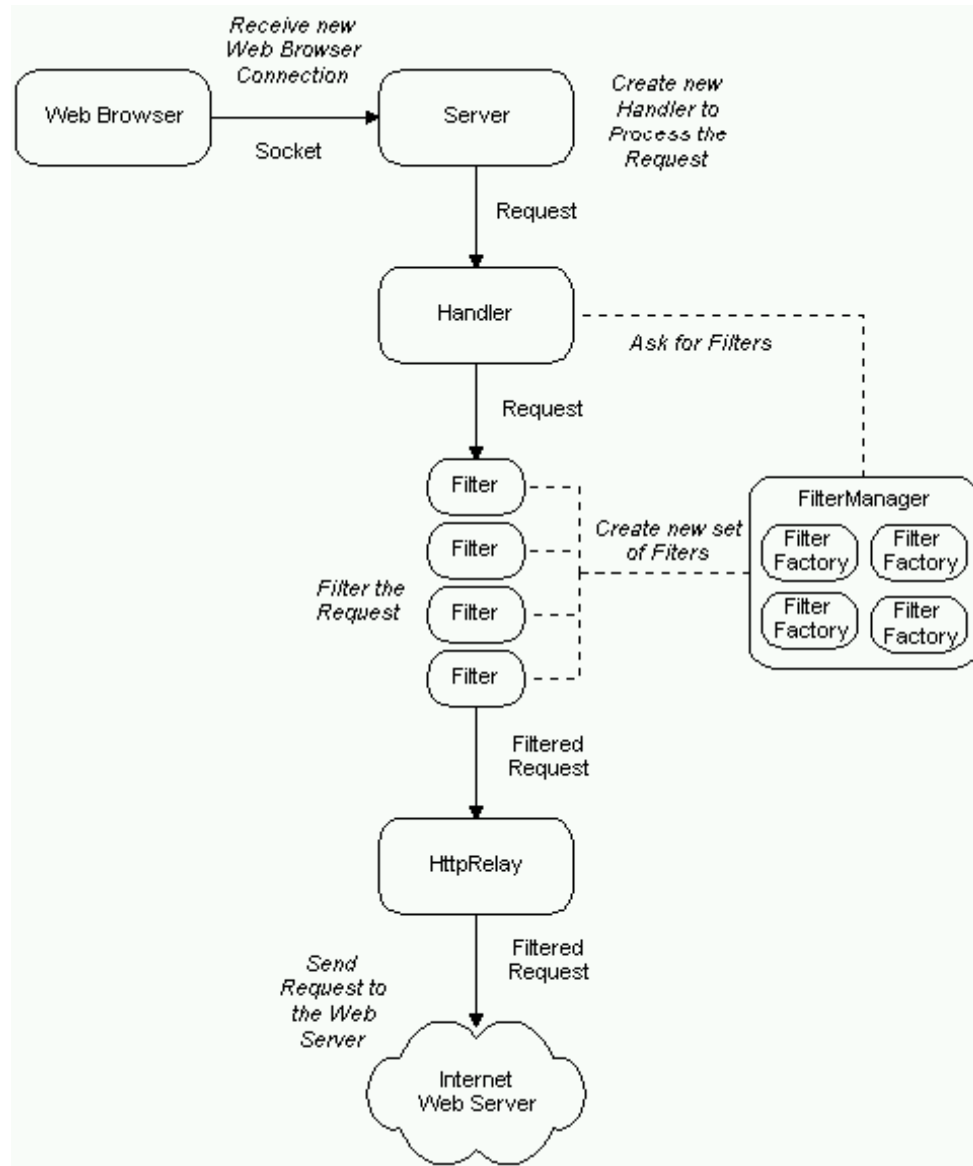 Receive new
Web Browser
Connection
Web Browser
Server
Socket
Create new
Handler to
Process the
Request
Request
Handler
Ask for Filters
Request
Filter
Filter
Filter
Filter
Filter the
Request
Create new set
of Fiters
FilterManager
Filter
Factory
Filter
Factory
Filter
Factory
Filter
Factory
Filtered
Request
HttpRelay
Filtered
Request
Send
Request to
the Web
Server
Internet
Web Server